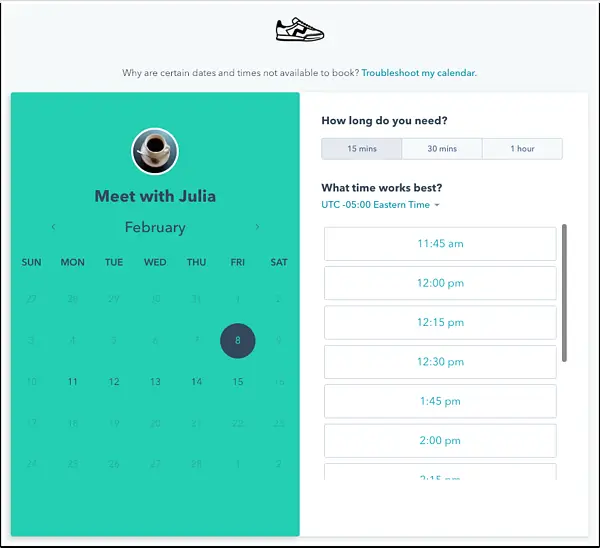 Why are certain dates and times not available to book? Troubleshoot my calendar.
Meet with Julia
February
SUN MON TUE WED THU FRI SAT
27 28 29 30 31 1 2
3 4 5 6 7 8 9
10 11 12 13 14 15 16
17 18 19 20 21 22 23
24 25 26 27 28 1 2
How long do you need?
15 mins 30 mins 1 hour
What time works best?
UTC -05:00 Eastern Time
11:45 am
12:00 pm
12:15 pm
12:30 pm
1:45 pm
2:00 pm
2:15 pm